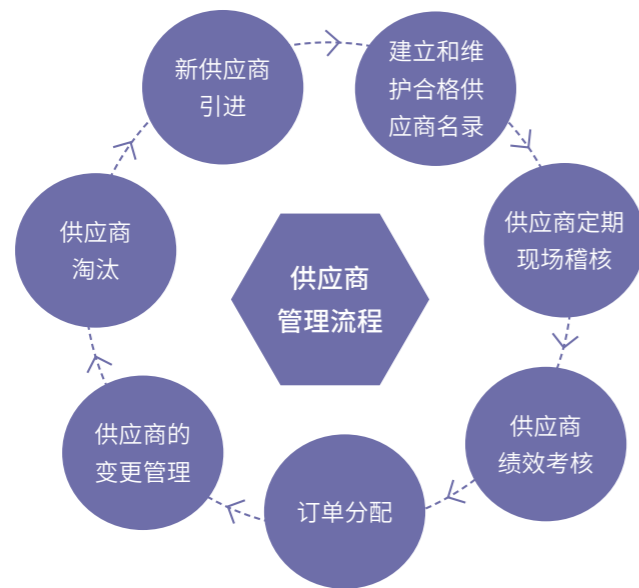 新供应商
引进
建立和维
护合格供
应商名录
供应商定期
现场稽核
供应商
绩效考核
订单分配
供应商的
变更管理
供应商
淘汰
供应商
管理流程